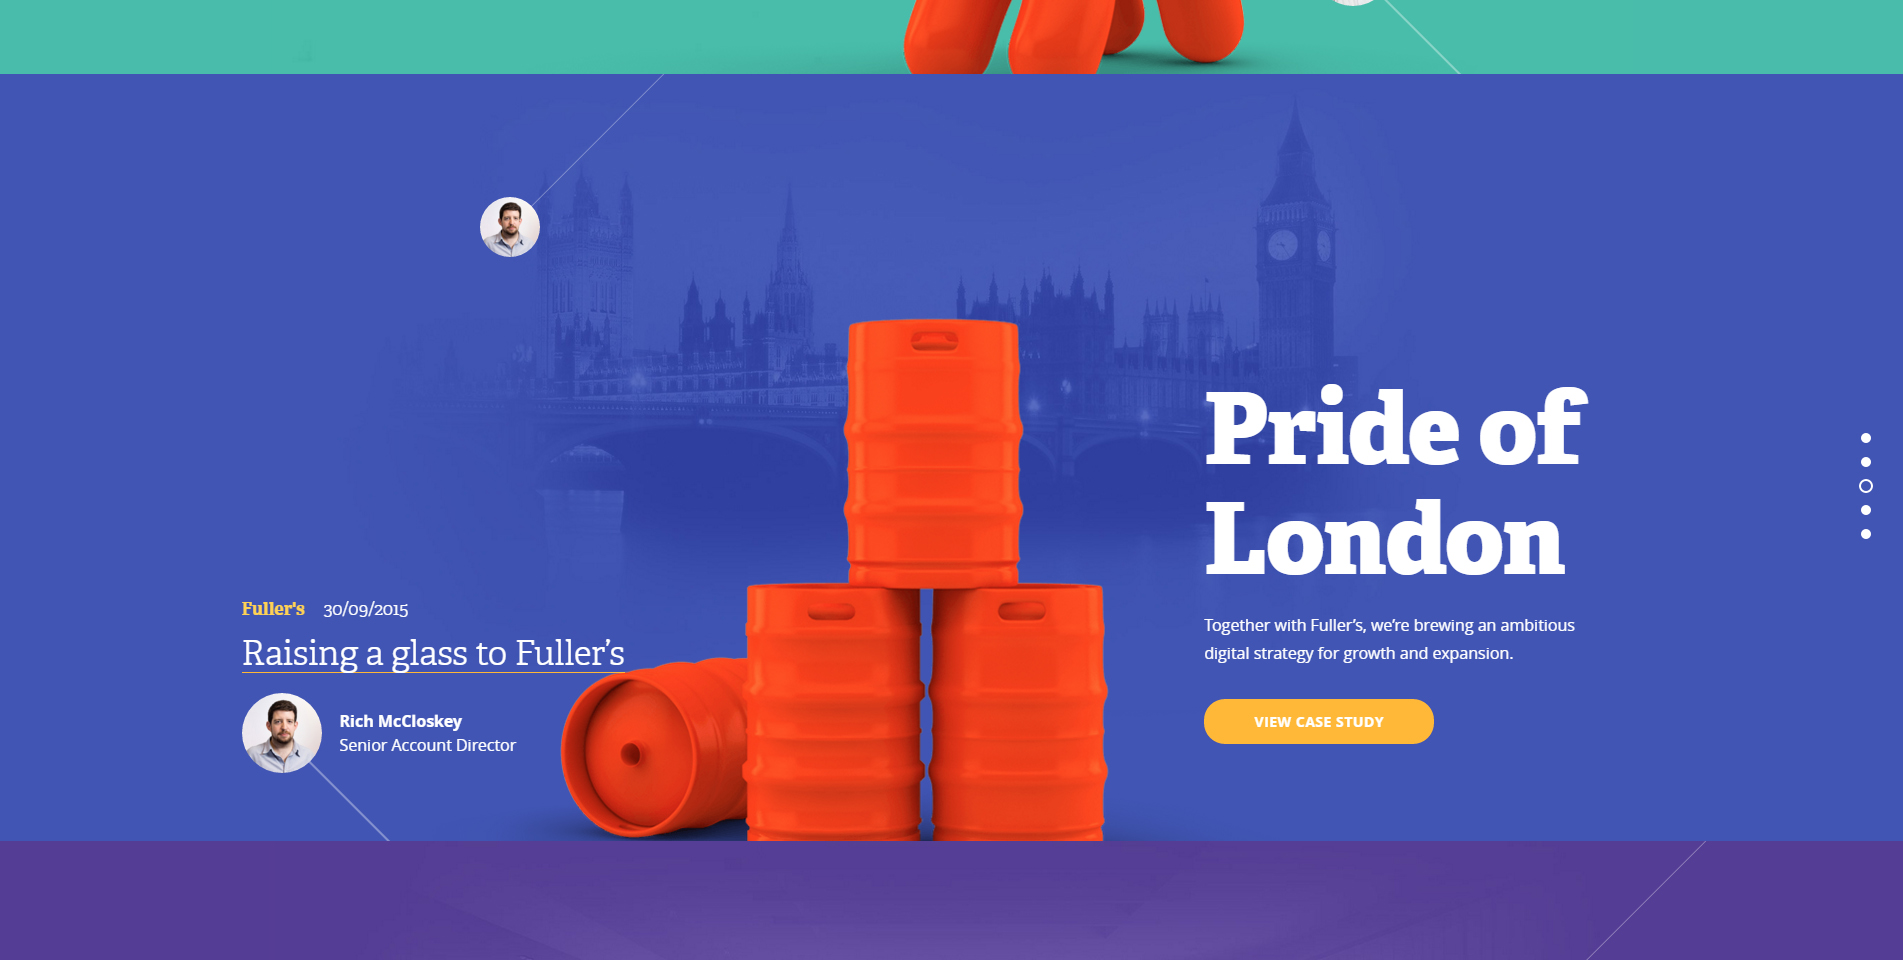 Pride of
London
Together with Fuller’s, we’re brewing an ambitious
digital strategy for growth and expansion.
VIEW CASE STUDY
Fuller's 30/09/2015
Raising a glass to Fuller’s
Rich McCloskey
Senior Account Director